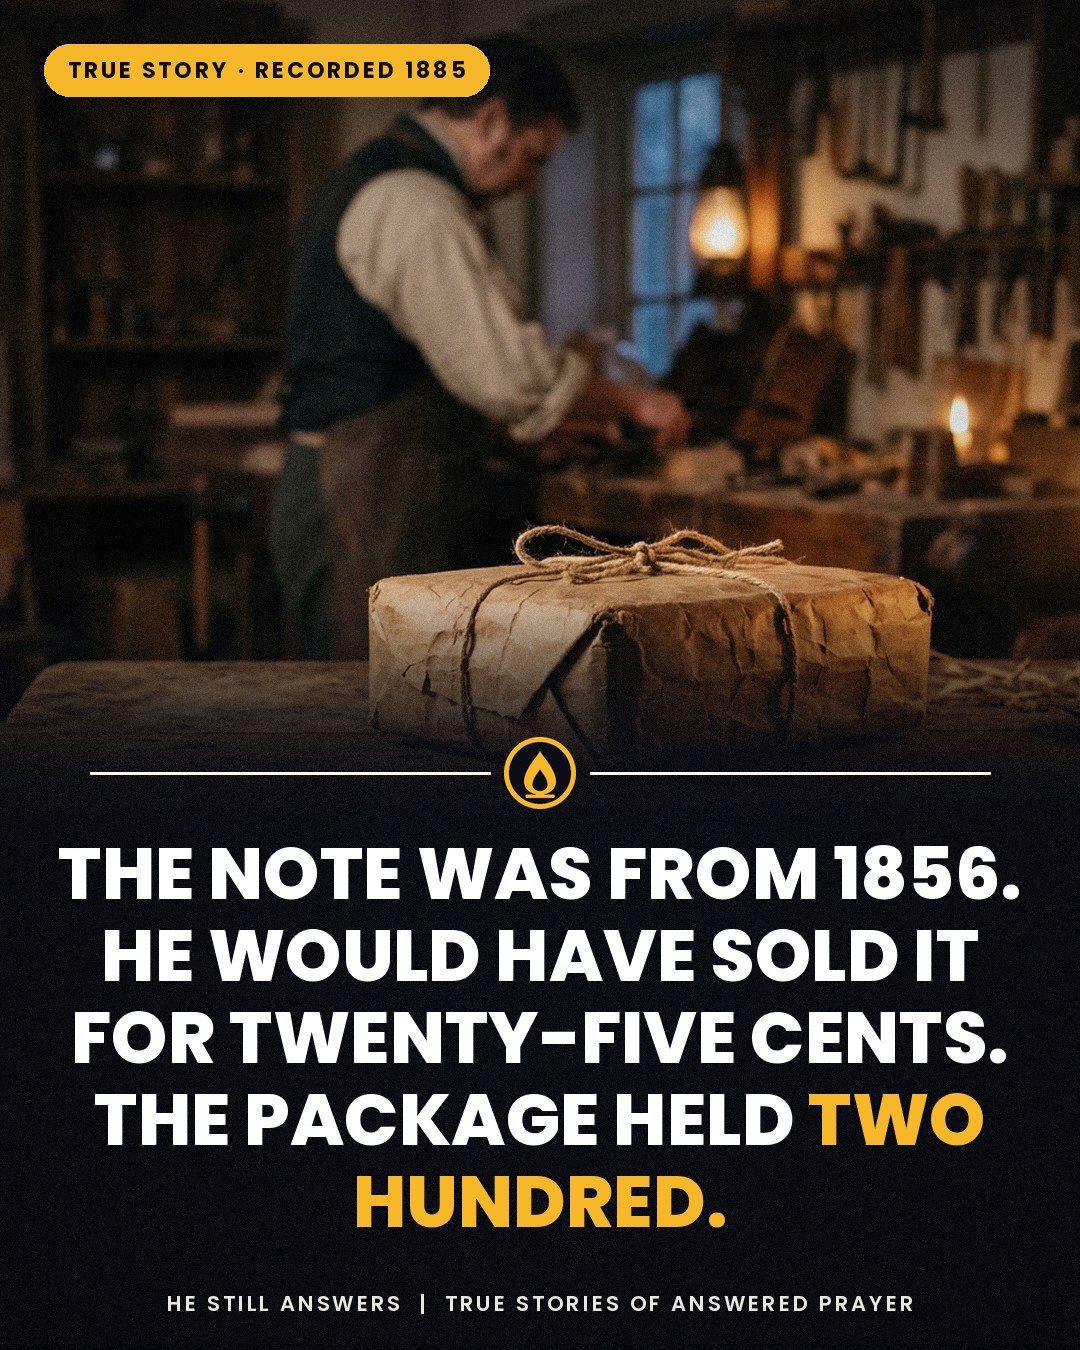 TRUE STORY · RECORDED 1885
THE NOTE WAS FROM 1856.
HE WOULD HAVE SOLD IT
FOR TWENTY-FIVE CENTS.
THE PACKAGE HELD TWO
HUNDRED.
HE STILL ANSWERS | TRUE STORIES OF ANSWERED PRAYER